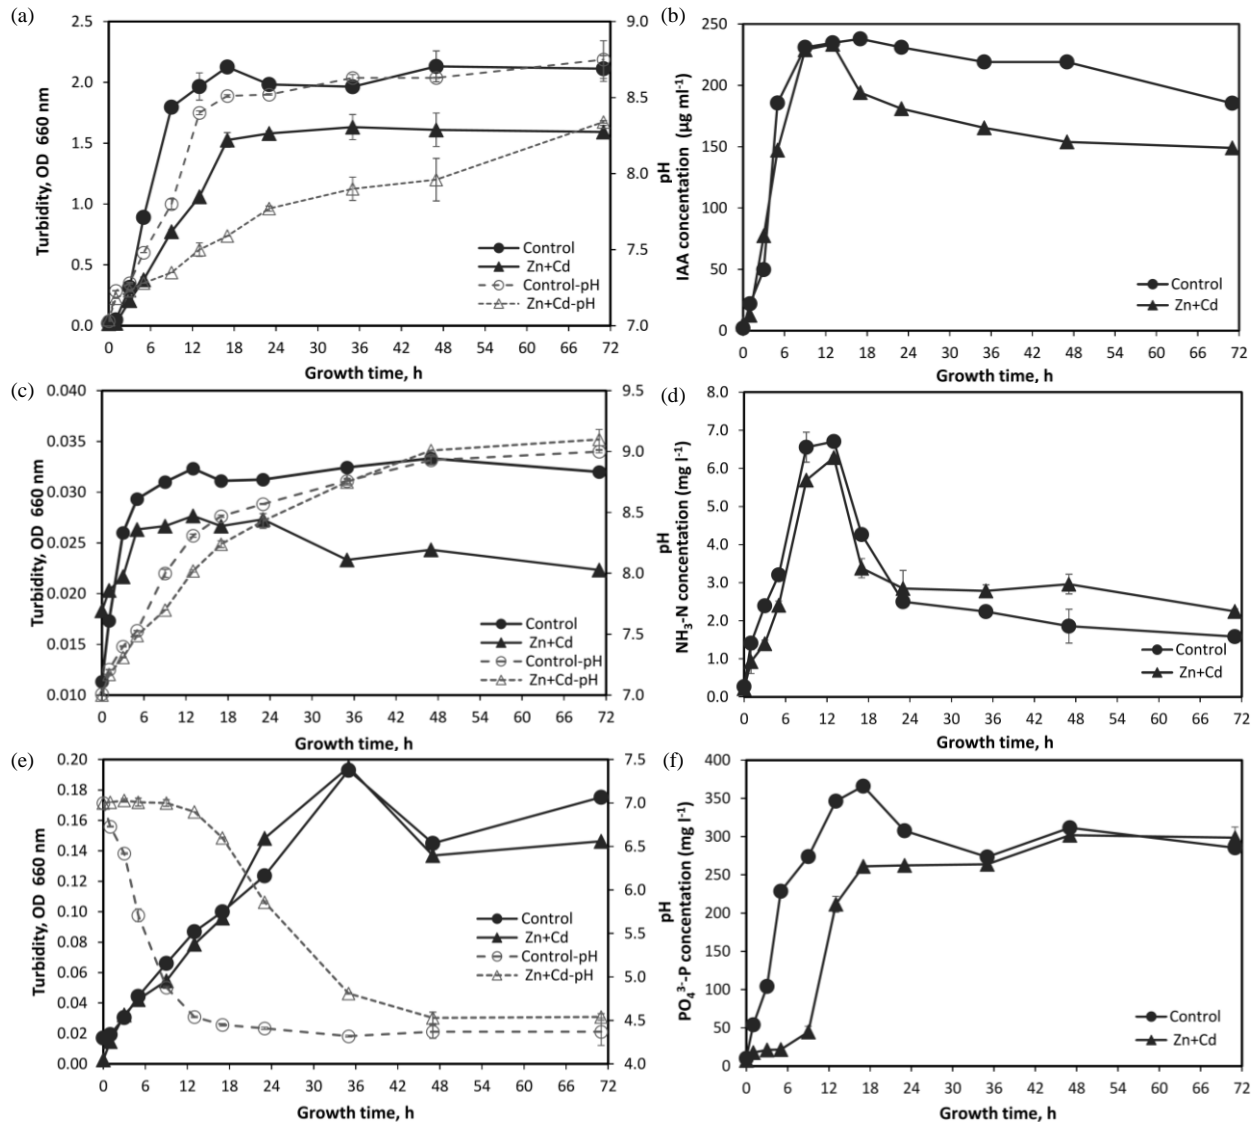 (a)
2.5
2.0
1.5
1.0
0.5
0.0
Turbidity, OD 660 nm
9.0
8.5
8.0
7.5
7.0
pH
Control
Zn+Cd
Control-pH
Zn+Cd-pH
0 6 12 18 24 30 36 42 48 54 60 66 72
Growth time, h
(b)
250
200
150
100
50
0
IAA concentration (µg ml-1)
Control
Zn+Cd
0 6 12 18 24 30 36 42 48 54 60 66 72
Growth time, h
(c)
0.040
0.035
0.030
0.025
0.020
0.015
0.010
Turbidity, OD 660 nm
9.5
9.0
8.5
8.0
7.5
7.0
pH
Control
Zn+Cd
Control-pH
Zn+Cd-pH
0 6 12 18 24 30 36 42 48 54 60 66 72
Growth time, h
(d)
8.0
7.0
6.0
5.0
4.0
3.0
2.0
1.0
0.0
NH3-N concentation (mg l-1)
Control
Zn+Cd
0 6 12 18 24 30 36 42 48 54 60 66 72
Growth time, h
(e)
0.20
0.18
0.16
0.14
0.12
0.10
0.08
0.06
0.04
0.02
0.00
Turbidity, OD 660 nm
7.5
7.0
6.5
6.0
5.5
5.0
4.5
4.0
pH
Control
Zn+Cd
Control-pH
Zn+Cd-pH
0 6 12 18 24 30 36 42 48 54 60 66 72
Growth time, h
(f)
400
350
300
250
200
150
100
50
0
PO43--P concentation (mg l-1)
Control
Zn+Cd
0 6 12 18 24 30 36 42 48 54 60 66 72
Growth time, h